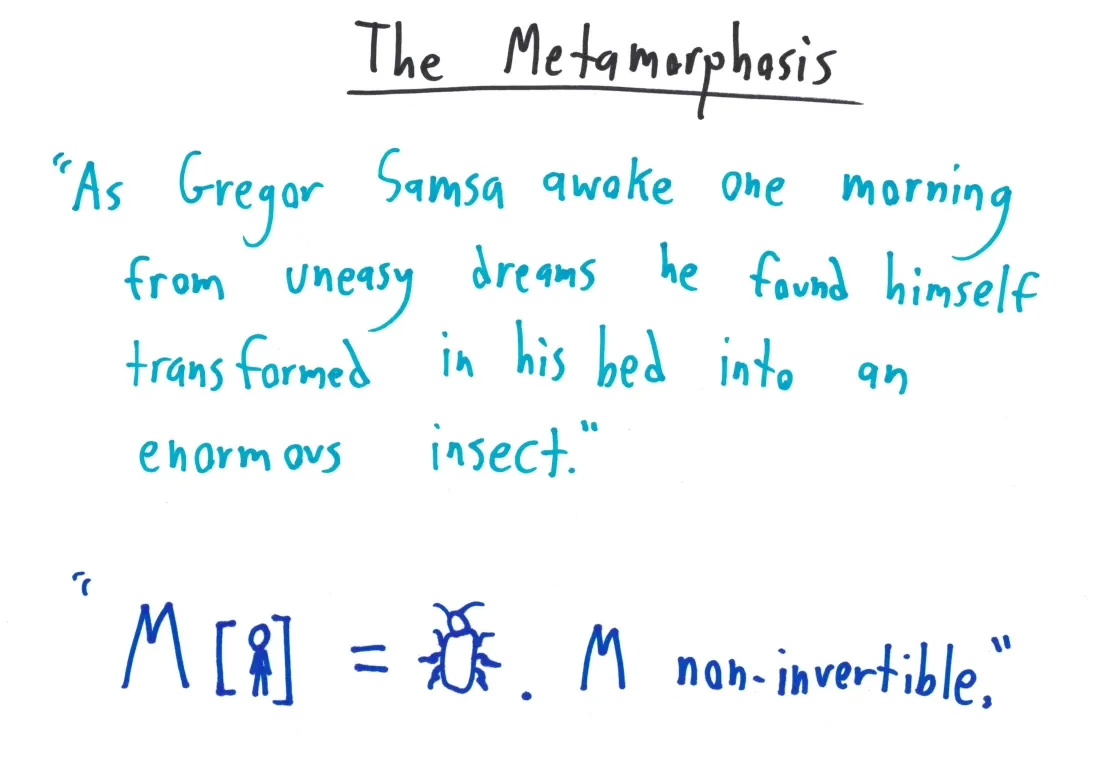 The Metamorphosis
"As Gregor Samsa awoke one morning
from uneasy dreams he found himself
transformed in his bed into an
enormous insect."
"M [ ] = . M non-invertible."